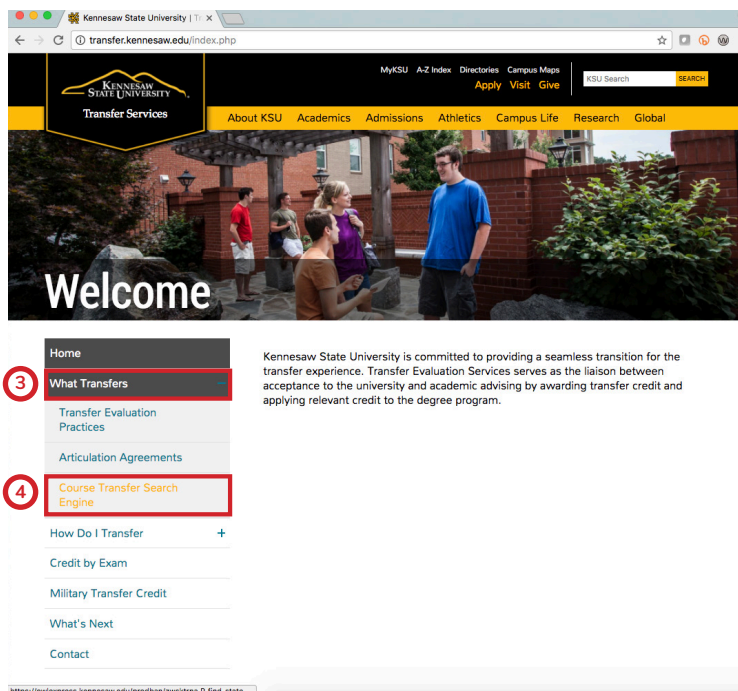 Kennesaw State University | Tr
transfer.kennesaw.edu/index.php
MyKSU A-Z Index Directories Campus Maps
Apply Visit Give
KSU Search
SEARCH
KENNESAW
STATE UNIVERSITY
Transfer Services
About KSU Academics Admissions Athletics Campus Life Research Global
Welcome
Home
3
What Transfers
Transfer Evaluation
Practices
Articulation Agreements
4
Course Transfer Search
Engine
How Do I Transfer +
Credit by Exam
Military Transfer Credit
What's Next
Contact
Kennesaw State University is committed to providing a seamless transition for the
transfer experience. Transfer Evaluation Services serves as the liaison between
acceptance to the university and academic advising by awarding transfer credit and
applying relevant credit to the degree program.